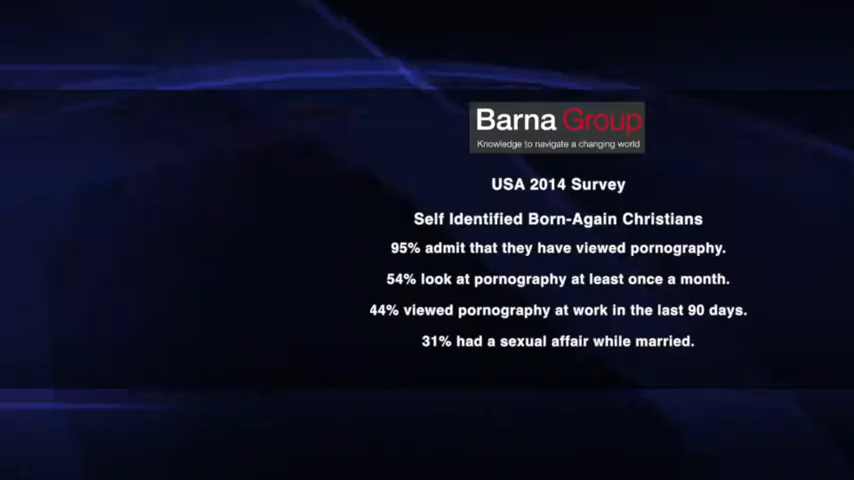 Barna Group
Knowledge to navigate a changing world
USA 2014 Survey
Self Identified Born-Again Christians
95% admit that they have viewed pornography.
54% look at pornography at least once a month.
44% viewed pornography at work in the last 90 days.
31% had a sexual affair while married.